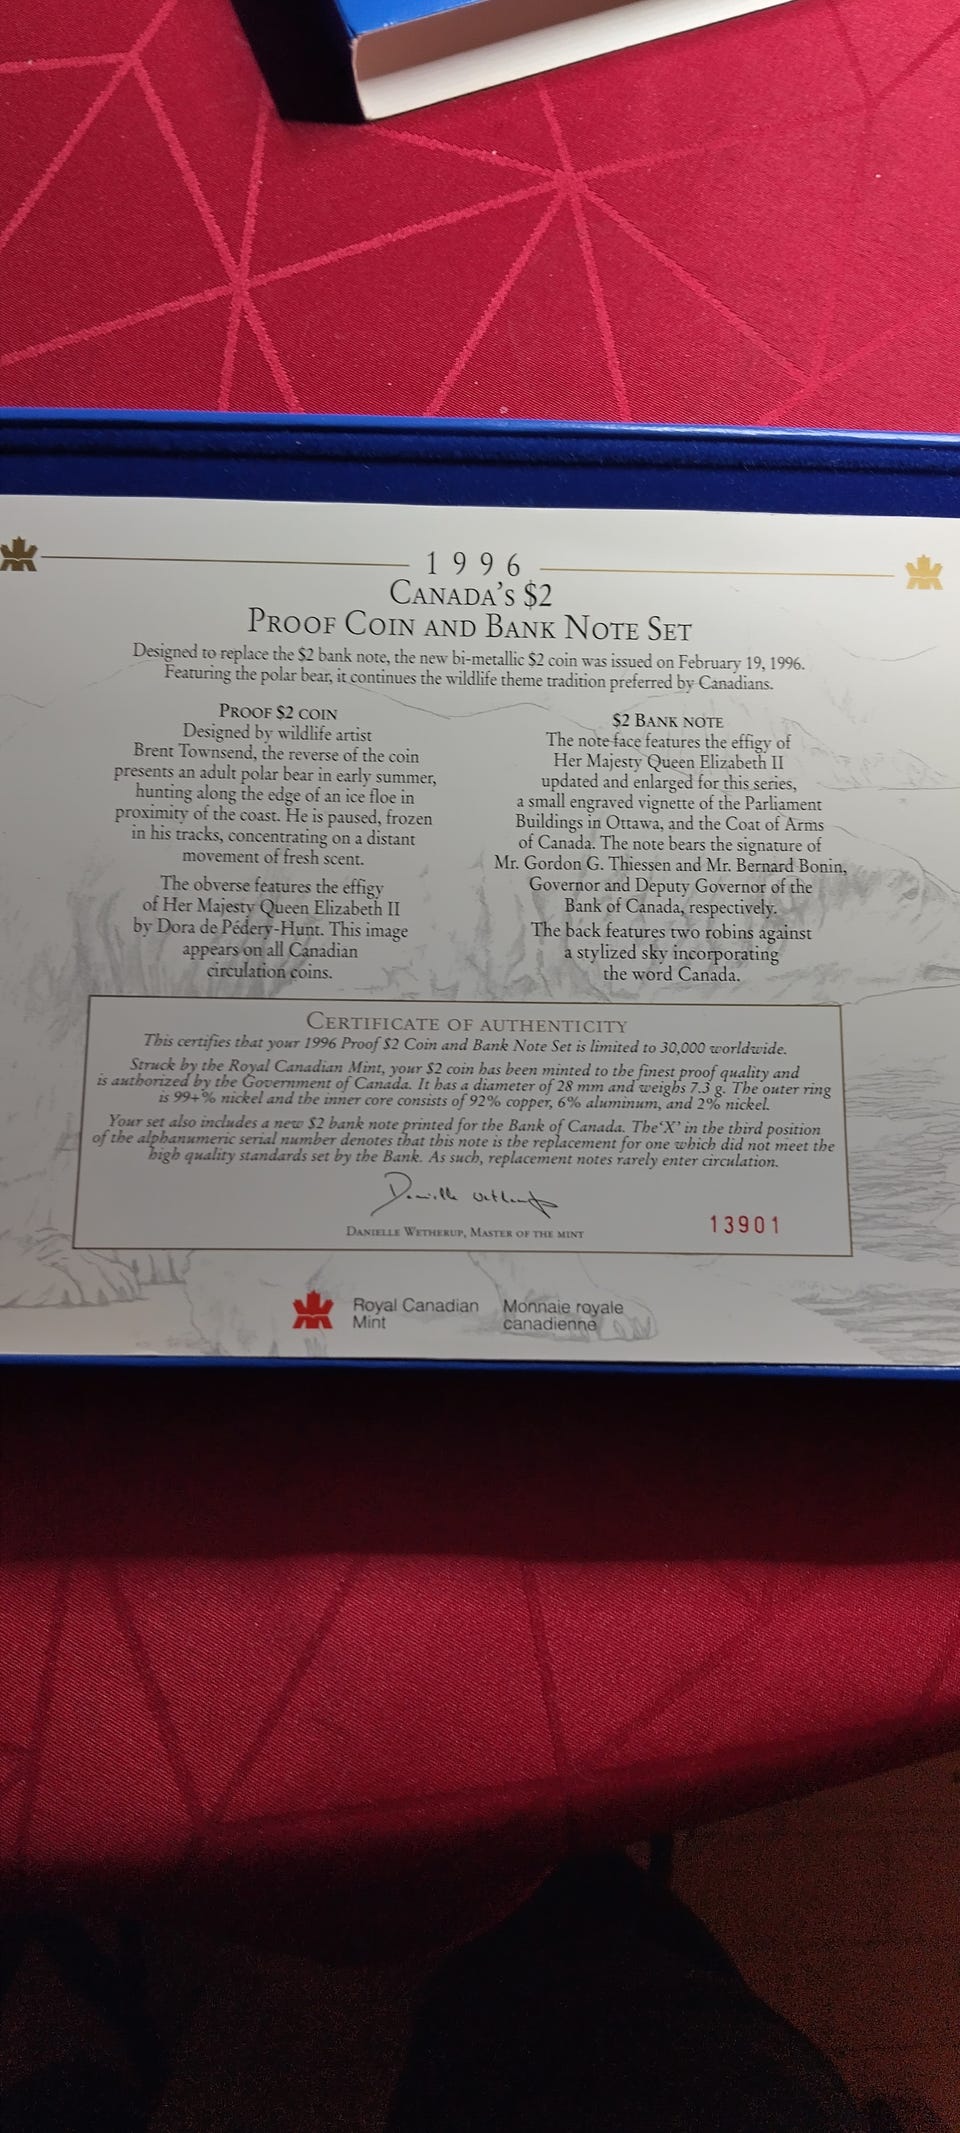 1996
CANADA'S $2
PROOF COIN AND BANK NOTE SET
Designed to replace the $2 bank note, the new bi-metallic $2 coin was issued on February 19, 1996.
Featuring the polar bear, it continues the wildlife theme tradition preferred by Canadians.
PROOF $2 COIN
Designed by wildlife artist
Brent Townsend, the reverse of the coin
presents an adult polar bear in early summer,
hunting along the edge of an ice floe in
proximity of the coast. He is paused, frozen
in his tracks, concentrating on a distant
movement of fresh scent.
The obverse features the effigy
of Her Majesty Queen Elizabeth II
by Dora de Pédery-Hunt. This image
appears on all Canadian
circulation coins.
$2 BANK NOTE
The note face features the effigy of
Her Majesty Queen Elizabeth II
updated and enlarged for this series,
a small engraved vignette of the Parliament
Buildings in Ottawa, and the Coat of Arms
of Canada. The note bears the signature of
Mr. Gordon G. Thiessen and Mr. Bernard Bonin,
Governor and Deputy Governor of the
Bank of Canada, respectively.
The back features two robins against
a stylized sky incorporating
the word Canada.
CERTIFICATE OF AUTHENTICITY
This certifies that your 1996 Proof $2 Coin and Bank Note Set is limited to 30,000 worldwide.
Struck by the Royal Canadian Mint, your $2 coin has been minted to the finest proof quality and
is authorized by the Government of Canada. It has a diameter of 28 mm and weighs 7.3 g. The outer ring
is 99+% nickel and the inner core consists of 92% copper, 6% aluminum, and 2% nickel.
Your set also includes a new $2 bank note printed for the Bank of Canada. The 'X' in the third position
of the alphanumeric serial number denotes that this note is the replacement for one which did not meet the
high quality standards set by the Bank. As such, replacement notes rarely enter circulation.
Danielle Wetherup
DANIELLE WETHERUP, MASTER OF THE MINT
13901
Royal Canadian
Mint
Monnaie royale
canadienne